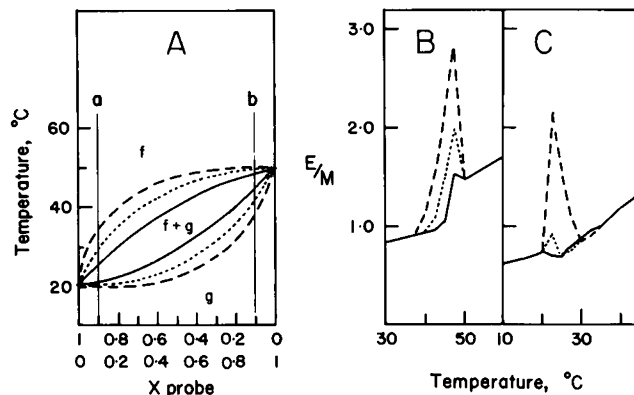 A
a
b
f
f + g
g
Temperature, °C
60
40
20
1 0·8 0·6 0·4 0·2 0
0 0·2 0·4 0·6 0·8 1
X probe
B
C
E/M
3·0
2·0
1·0
30 50 10 30
Temperature, °C